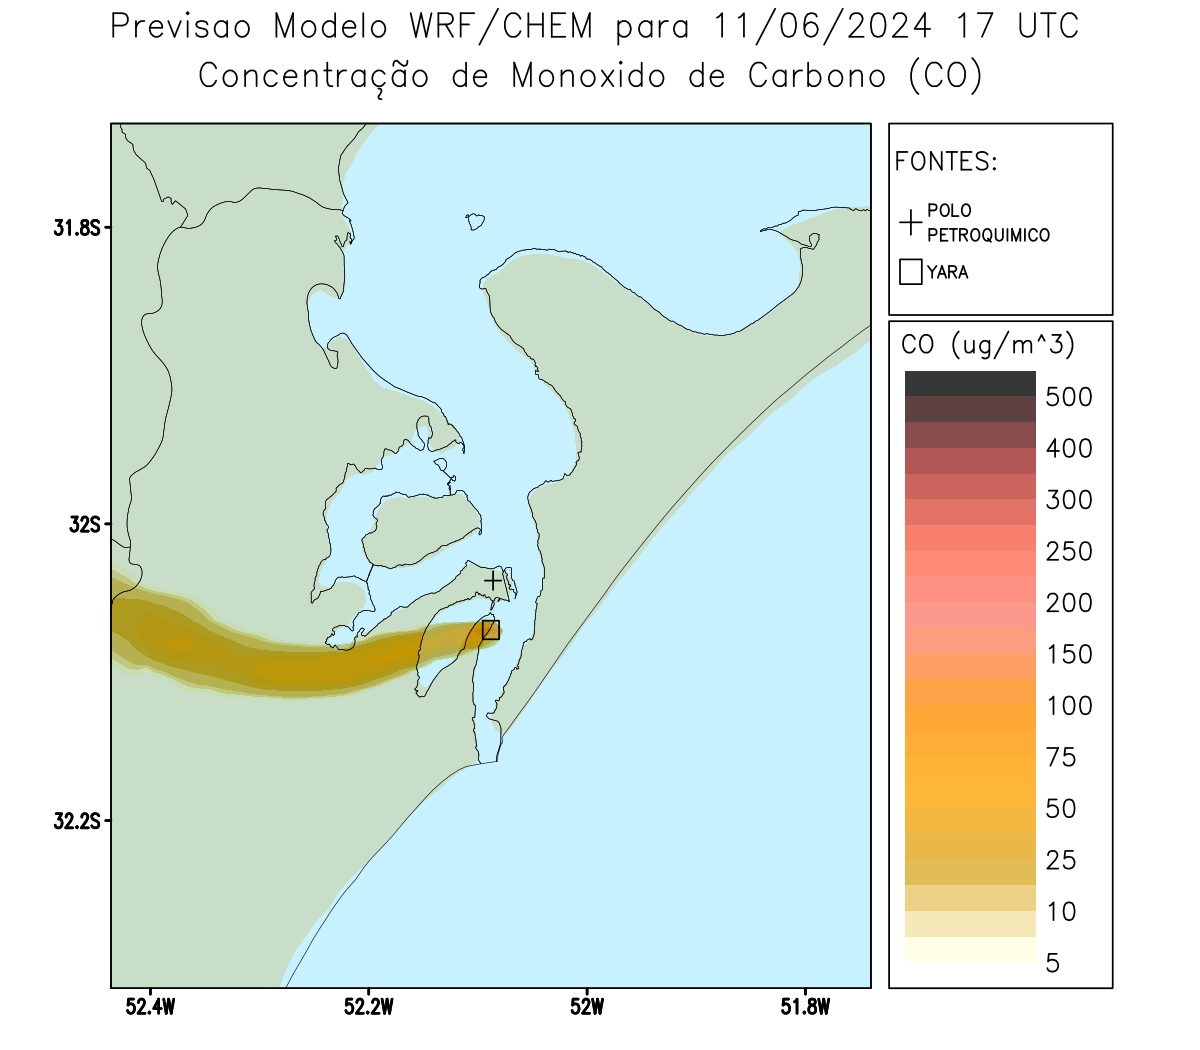 Previsao Modelo WRF/CHEM para 11/06/2024 17 UTC
Concentração de Monoxido de Carbono (CO)
FONTES:
POLO
PETROQUIMICO
YARA
31.8S
32S
32.2S
52.4W
52.2W
52W
51.8W
CO (ug/m^3)
500
400
300
250
200
150
100
75
50
25
10
5